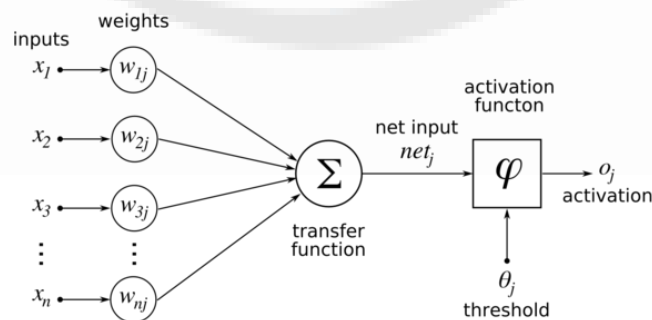 weights
inputs
x1
w1j
x2
w2j
x3
w3j
⋮ ⋮
xn
wnj
Σ
transfer
function
net input
netj
activation
functon
φ
oj
activation
θj
threshold